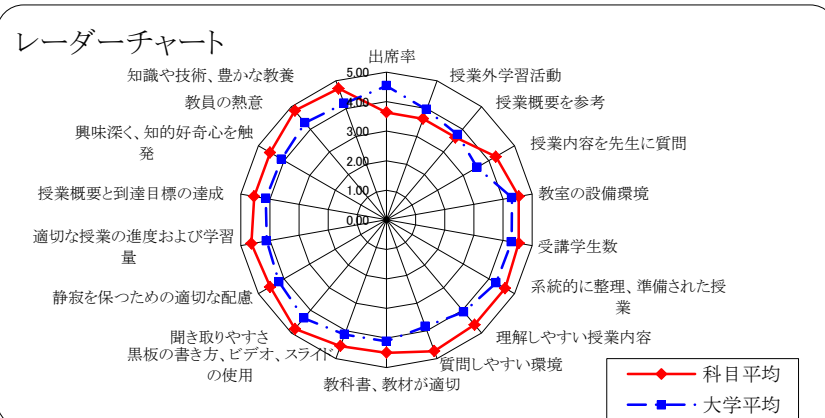 レーダーチャート
出席率
授業外学習活動
授業概要を参考
授業内容を先生に質問
教室の設備環境
受講学生数
系統的に整理、準備された授
業
理解しやすい授業内容
質問しやすい環境
教科書、教材が適切
黒板の書き方、ビデオ、スライド
の使用
聞き取りやすさ
静寂を保つための適切な配慮
適切な授業の進度および学習
量
授業概要と到達目標の達成
興味深く、知的好奇心を触
発
教員の熱意
知識や技術、豊かな教養
5.00
4.00
3.00
2.00
1.00
0.00
科目平均
大学平均